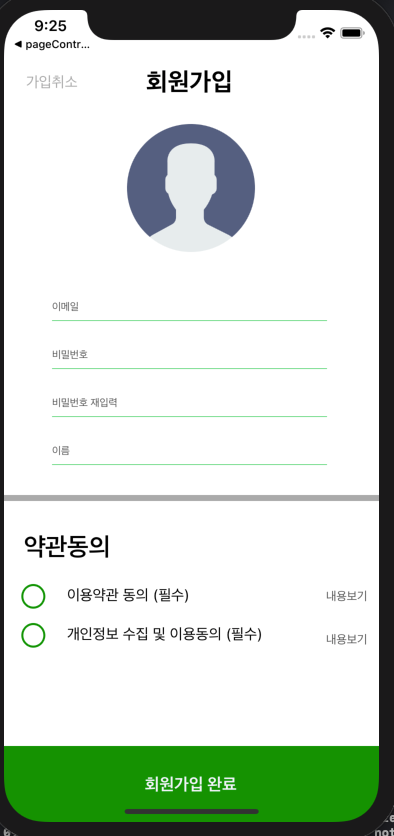 9:25
◀ pageContr...
가입취소
회원가입
이메일
비밀번호
비밀번호 재입력
이름
약관동의
이용약관 동의 (필수)
내용보기
개인정보 수집 및 이용동의 (필수)
내용보기
회원가입 완료